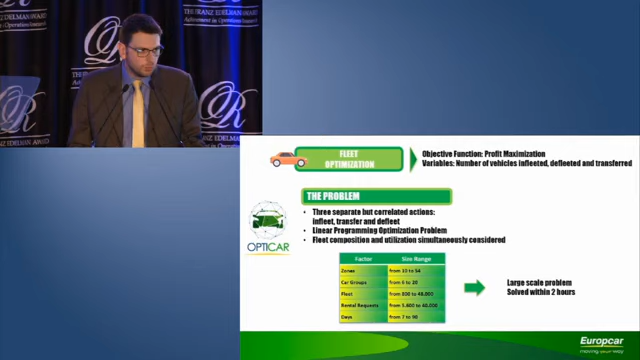 THE FRANZ EDELMAN AWARD
Achievement in Operations Research
FLEET
OPTIMIZATION
Objective Function: Profit Maximization
Variables: Number of vehicles infleeted, defleeted and transferred
THE PROBLEM
• Three separate but correlated actions:
infleet, transfer and defleet
• Linear Programming Optimization Problem
• Fleet composition and utilization simultaneously considered
OPTICAR
Factor Size Range
Zones from 10 to 54
Car Groups from 6 to 20
Fleet from 800 to 48.000
Rental Requests from 5.600 to 60.000
Days from 7 to 90
Large scale problem
Solved within 2 hours
Europcar
moving your way